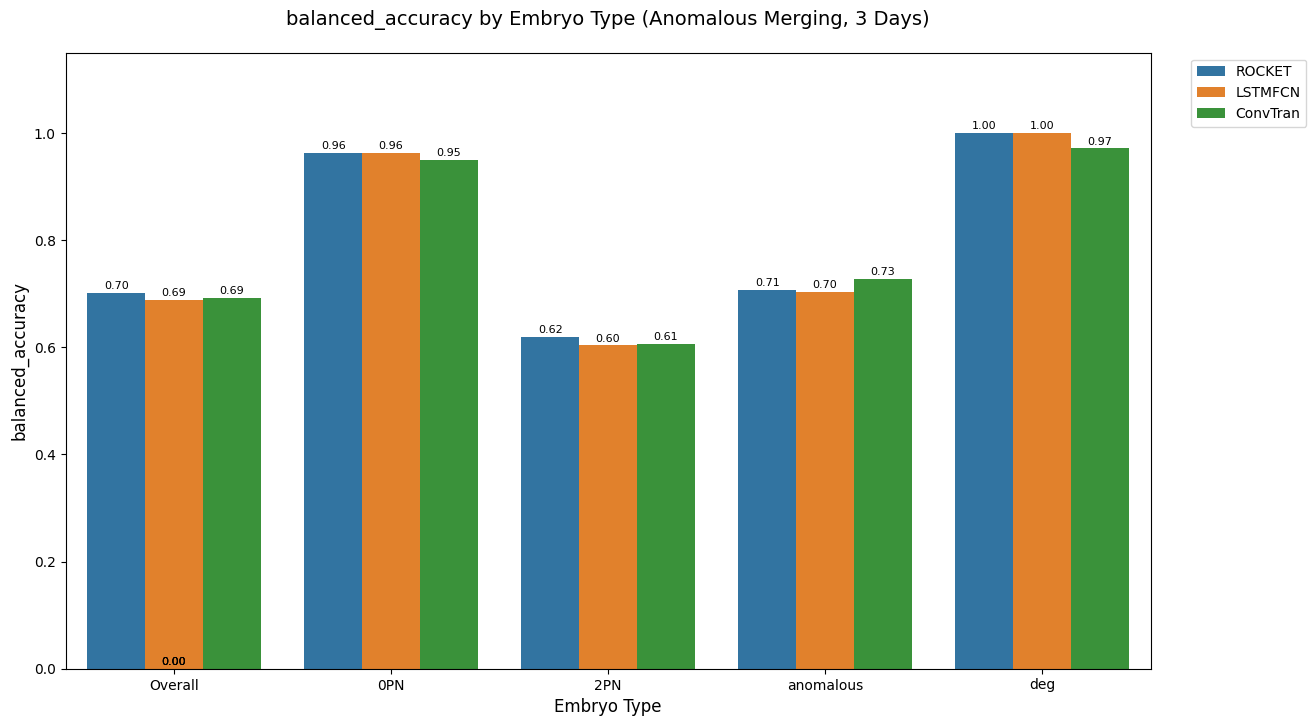 balanced_accuracy by Embryo Type (Anomalous Merging, 3 Days)
ROCKET
LSTMFCN
ConvTran
balanced_accuracy
1.0
0.8
0.6
0.4
0.2
0.0
0.70
0.69
0.69
0.00
0.96
0.96
0.95
0.62
0.60
0.61
0.71
0.70
0.73
1.00
1.00
0.97
Overall
0PN
2PN
anomalous
deg
Embryo Type